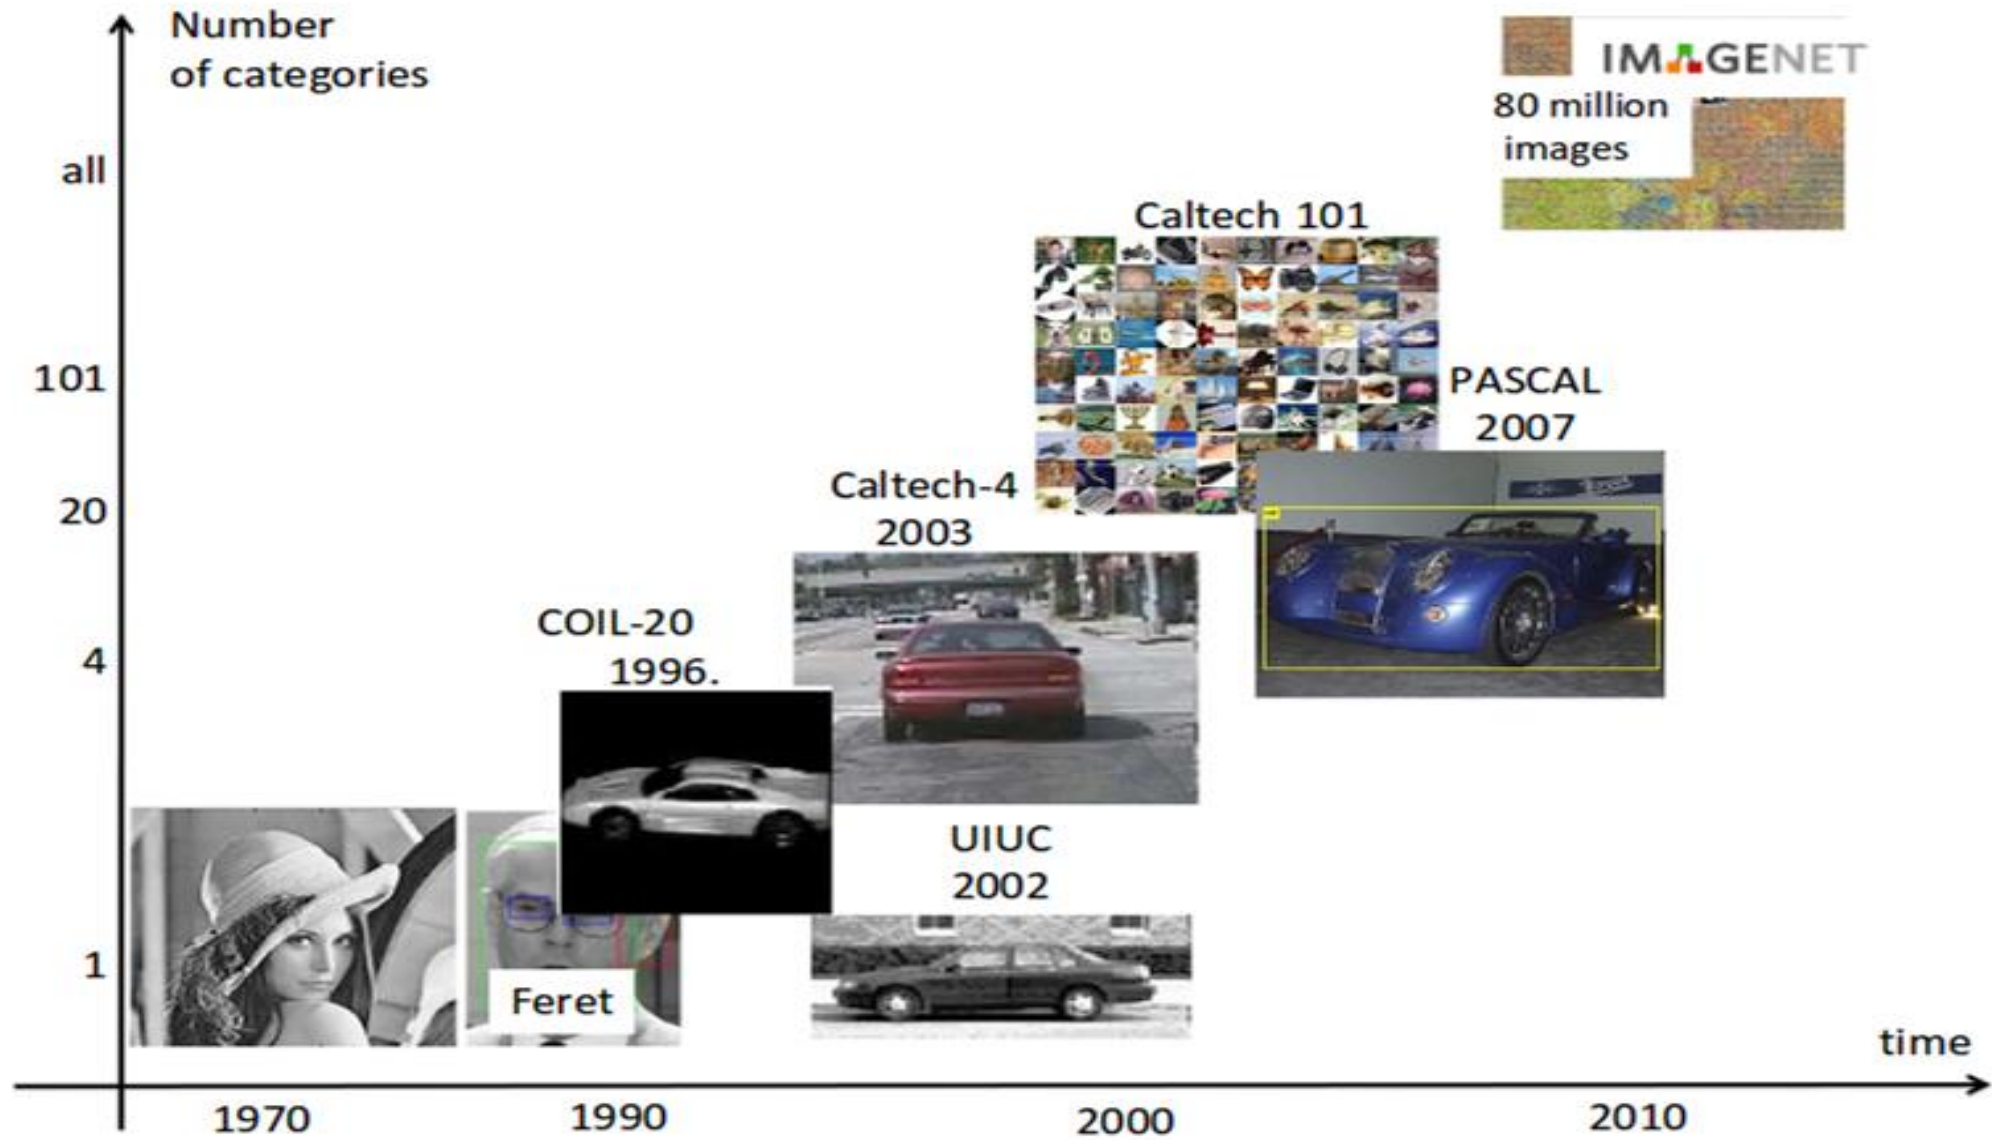 Number
of categories
IMAGENET
80 million
images
all
Caltech 101
101
PASCAL
2007
Caltech-4
2003
20
COIL-20
1996.
4
UIUC
2002
1
Feret
time
1970
1990
2000
2010